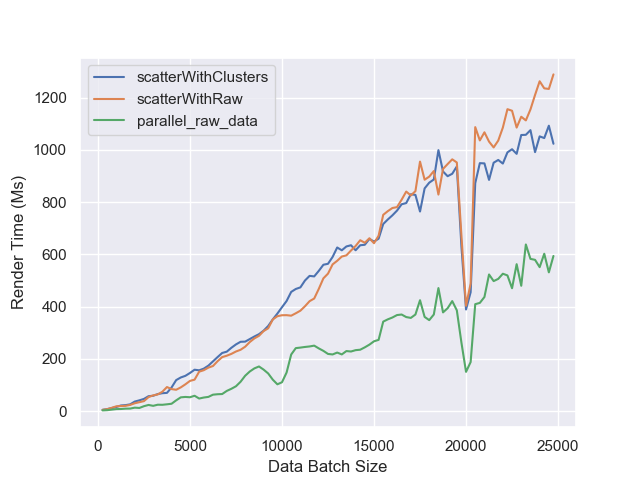 scatterWithClusters
scatterWithRaw
parallel_raw_data
Render Time (Ms)
1200
1000
800
600
400
200
0
0 5000 10000 15000 20000 25000
Data Batch Size